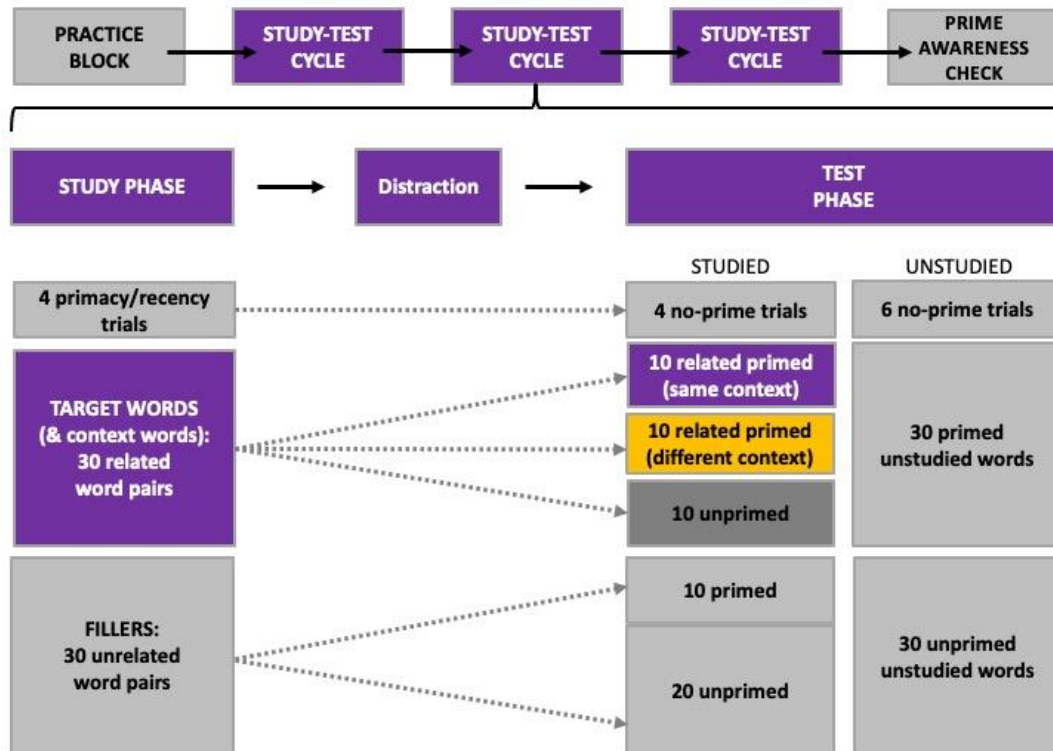 PRACTICE
BLOCK
STUDY-TEST
CYCLE
STUDY-TEST
CYCLE
STUDY-TEST
CYCLE
PRIME
AWARENESS
CHECK
STUDY PHASE
Distraction
TEST
PHASE
STUDIED
UNSTUDIED
4 primacy/recency
trials
4 no-prime trials
6 no-prime trials
TARGET WORDS
(& context words):
30 related
word pairs
10 related primed
(same context)
10 related primed
(different context)
10 unprimed
30 primed
unstudied words
FILLERS:
30 unrelated
word pairs
10 primed
20 unprimed
30 unprimed
unstudied words